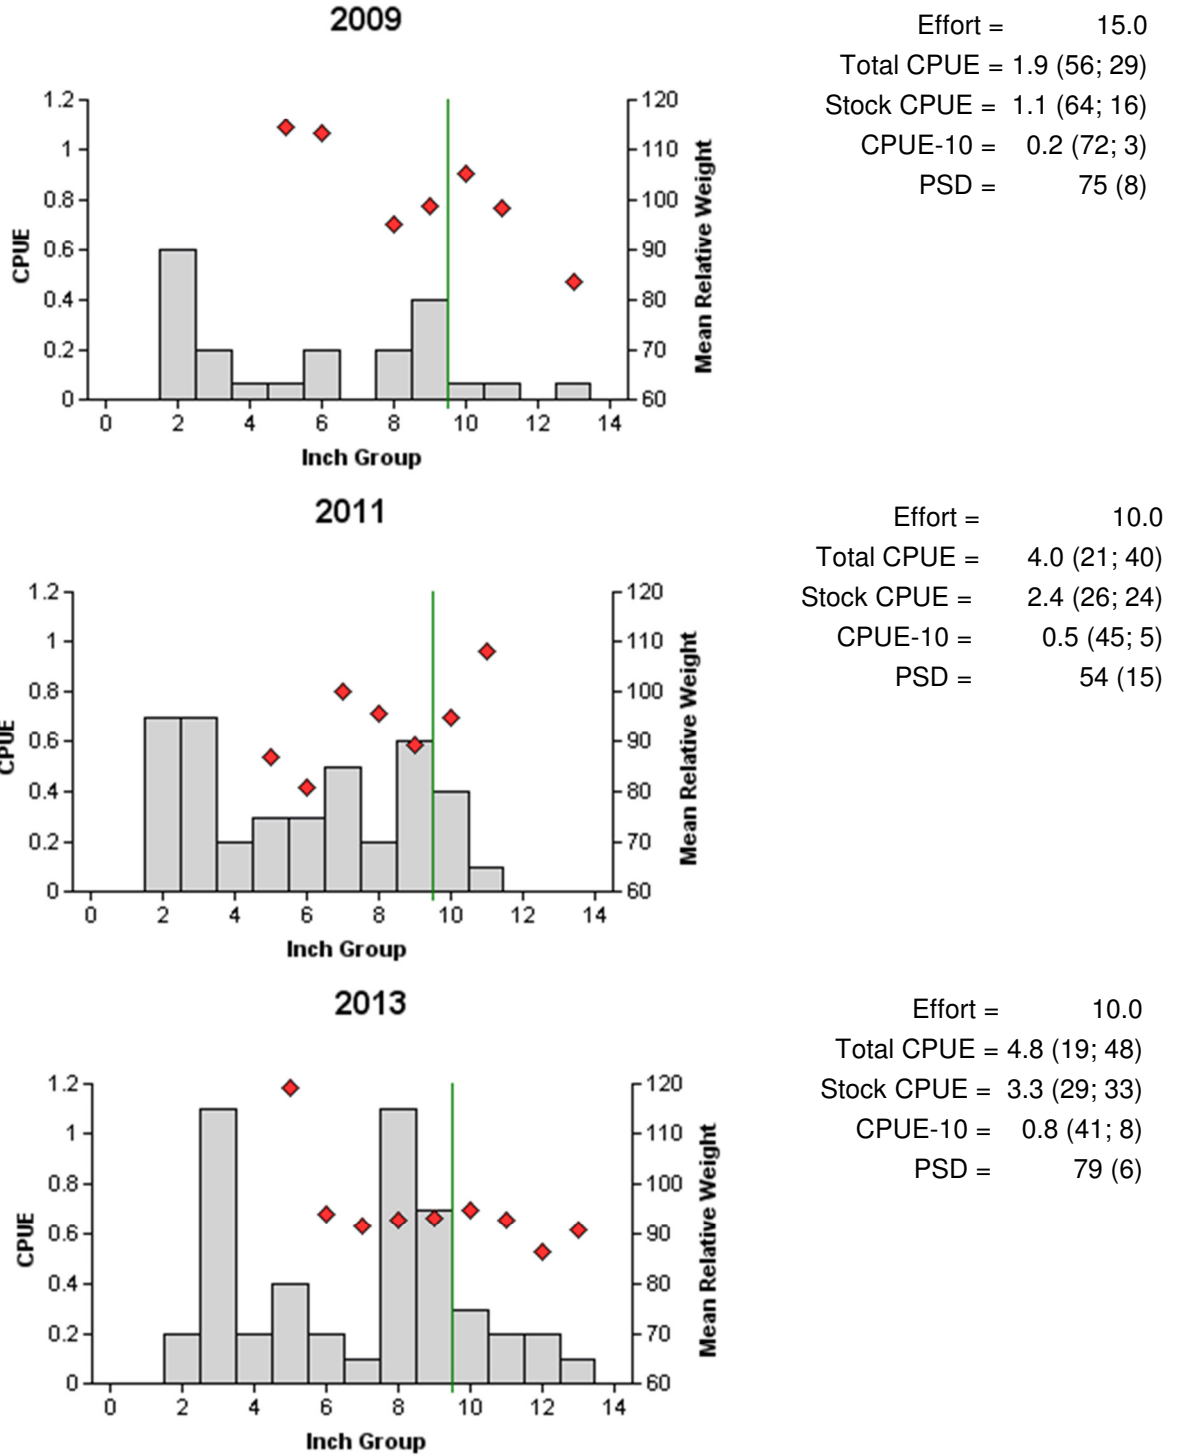 2009
Effort = 15.0
Total CPUE = 1.9 (56; 29)
Stock CPUE = 1.1 (64; 16)
CPUE-10 = 0.2 (72; 3)
PSD = 75 (8)
1.2
1
0.8
0.6
0.4
0.2
0
CPUE
120
110
100
90
80
70
60
Mean Relative Weight
0 2 4 6 8 10 12 14
Inch Group
2011
Effort = 10.0
Total CPUE = 4.0 (21; 40)
Stock CPUE = 2.4 (26; 24)
CPUE-10 = 0.5 (45; 5)
PSD = 54 (15)
1.2
1
0.8
0.6
0.4
0.2
0
CPUE
120
110
100
90
80
70
60
Mean Relative Weight
0 2 4 6 8 10 12 14
Inch Group
2013
Effort = 10.0
Total CPUE = 4.8 (19; 48)
Stock CPUE = 3.3 (29; 33)
CPUE-10 = 0.8 (41; 8)
PSD = 79 (6)
1.2
1
0.8
0.6
0.4
0.2
0
CPUE
120
110
100
90
80
70
60
Mean Relative Weight
0 2 4 6 8 10 12 14
Inch Group